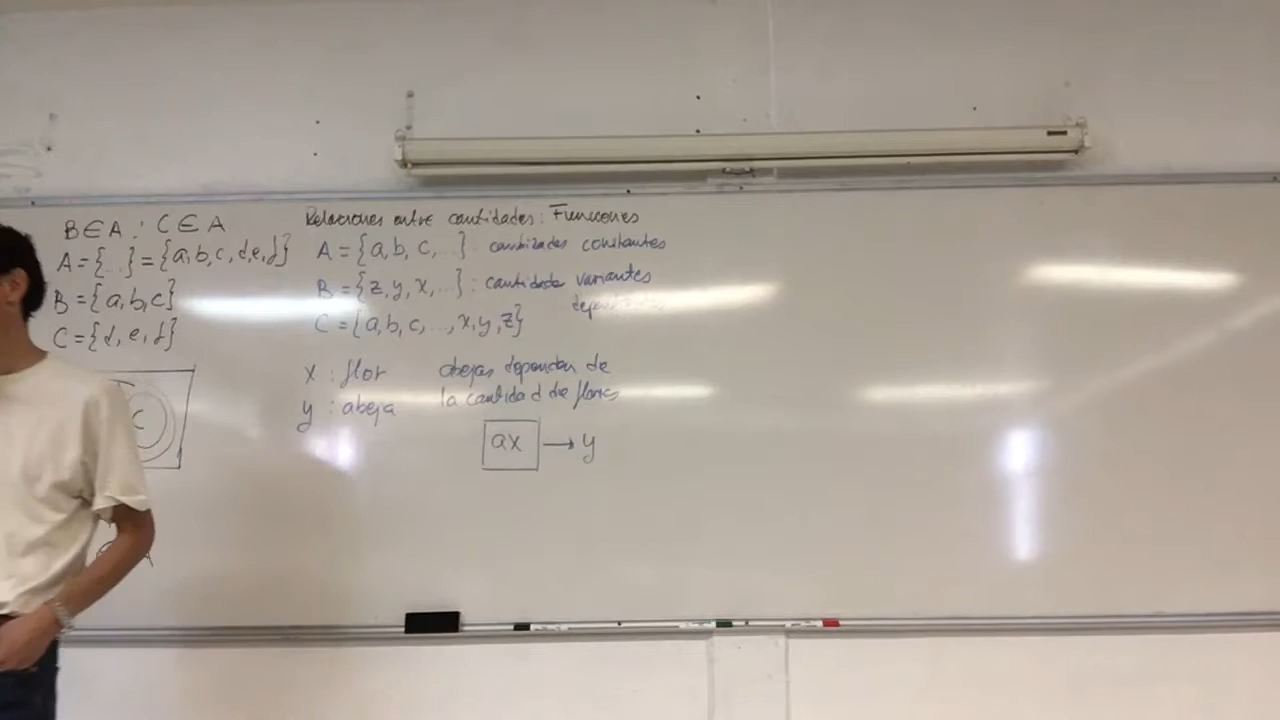 B ∈ A ∴ C ∈ A
A = {...} = {a, b, c, d, e, f}
B = {a, b, c}
C = {d, e, f}
C
Relaciones entre cantidades: Funciones
A = {a, b, c, ...} : cantidades constantes
B = {z, y, x, ...} : cantidades variantes
C = {a, b, c, ..., x, y, z}
x : flor
y : abeja
abejas dependen de
la cantidad de flores
ax → y